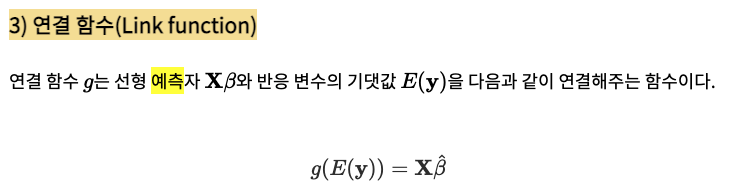 3) 연결 함수(Link function)
연결 함수 g는 선형 예측자 Xβ와 반응 변수의 기댓값 E(y)을 다음과 같이 연결해주는 함수이다.
g(E(y)) = Xβ̂